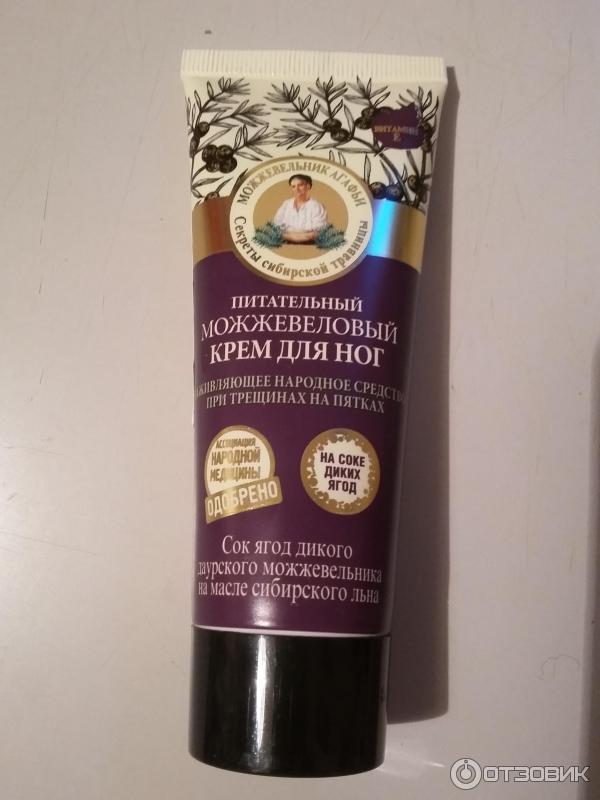 ВИТАМИН
Е
МОЖЖЕВЕЛЬНИК АГАФЬИ
Секреты сибирской травницы
ПИТАТЕЛЬНЫЙ
МОЖЖЕВЕЛОВЫЙ
КРЕМ ДЛЯ НОГ
ЖИВЛЯЮЩЕЕ НАРОДНОЕ СРЕДСТВО
ПРИ ТРЕЩИНАХ НА ПЯТКАХ
АССОЦИАЦИЯ
НАРОДНОЙ
МЕДИЦИНЫ
ОДОБРЕНО
НА СОКЕ
ДИКИХ
ЯГОД
Сок ягод дикого
даурского можжевельника
на масле сибирского льна
ОТЗОВИК